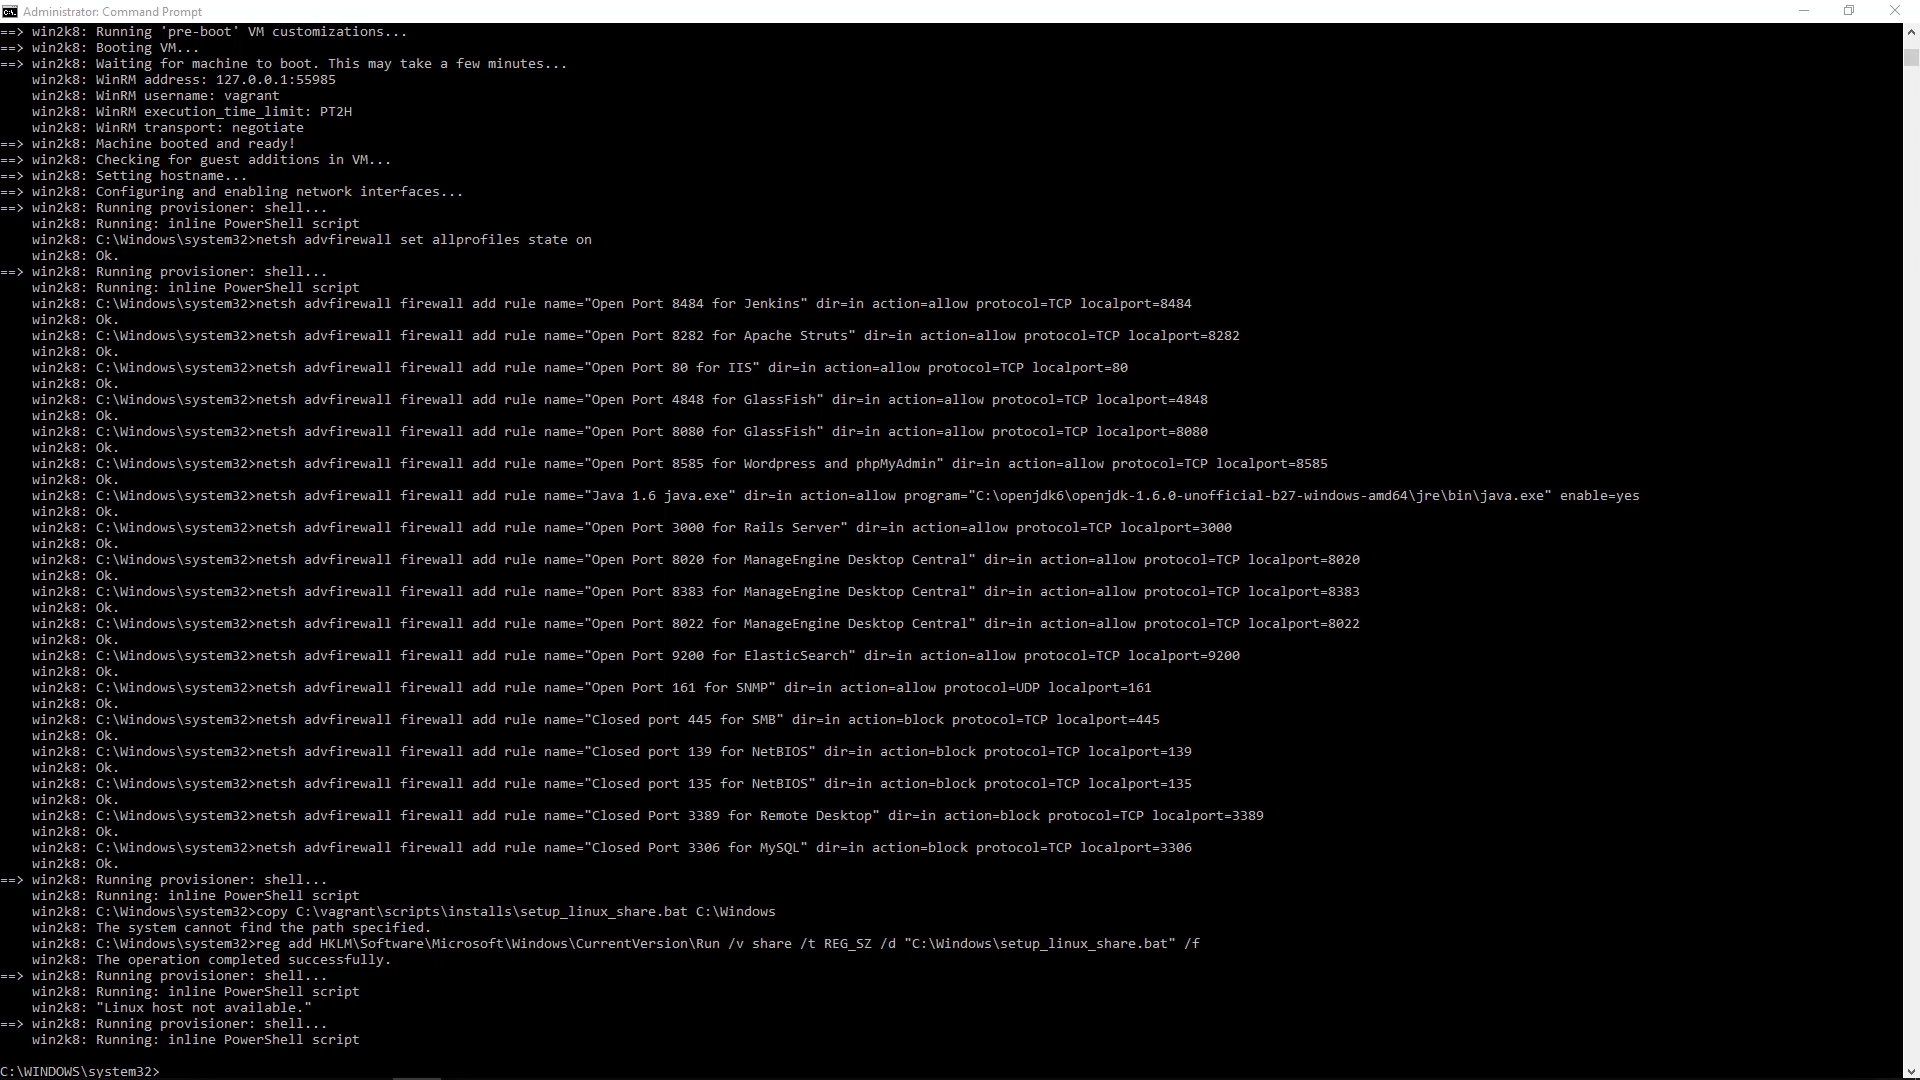 Administrator: Command Prompt
==> win2k8: Running 'pre-boot' VM customizations...
==> win2k8: Booting VM...
==> win2k8: Waiting for machine to boot. This may take a few minutes...
    win2k8: WinRM address: 127.0.0.1:55985
    win2k8: WinRM username: vagrant
    win2k8: WinRM execution_time_limit: PT2H
    win2k8: WinRM transport: negotiate
==> win2k8: Machine booted and ready!
==> win2k8: Checking for guest additions in VM...
==> win2k8: Setting hostname...
==> win2k8: Configuring and enabling network interfaces...
==> win2k8: Running provisioner: shell...
    win2k8: Running: inline PowerShell script
    win2k8: C:\Windows\system32>netsh advfirewall set allprofiles state on
    win2k8: Ok.
==> win2k8: Running provisioner: shell...
    win2k8: Running: inline PowerShell script
    win2k8: C:\Windows\system32>netsh advfirewall firewall add rule name="Open Port 8484 for Jenkins" dir=in action=allow protocol=TCP localport=8484
    win2k8: Ok.
    win2k8: C:\Windows\system32>netsh advfirewall firewall add rule name="Open Port 8282 for Apache Struts" dir=in action=allow protocol=TCP localport=8282
    win2k8: Ok.
    win2k8: C:\Windows\system32>netsh advfirewall firewall add rule name="Open Port 80 for IIS" dir=in action=allow protocol=TCP localport=80
    win2k8: Ok.
    win2k8: C:\Windows\system32>netsh advfirewall firewall add rule name="Open Port 4848 for GlassFish" dir=in action=allow protocol=TCP localport=4848
    win2k8: Ok.
    win2k8: C:\Windows\system32>netsh advfirewall firewall add rule name="Open Port 8080 for GlassFish" dir=in action=allow protocol=TCP localport=8080
    win2k8: Ok.
    win2k8: C:\Windows\system32>netsh advfirewall firewall add rule name="Open Port 8585 for Wordpress and phpMyAdmin" dir=in action=allow protocol=TCP localport=8585
    win2k8: Ok.
    win2k8: C:\Windows\system32>netsh advfirewall firewall add rule name="Java 1.6 java.exe" dir=in action=allow program="C:\openjdk6\openjdk-1.6.0-unofficial-b27-windows-amd64\jre\bin\java.exe" enable=yes
    win2k8: Ok.
    win2k8: C:\Windows\system32>netsh advfirewall firewall add rule name="Open Port 3000 for Rails Server" dir=in action=allow protocol=TCP localport=3000
    win2k8: Ok.
    win2k8: C:\Windows\system32>netsh advfirewall firewall add rule name="Open Port 8020 for ManageEngine Desktop Central" dir=in action=allow protocol=TCP localport=8020
    win2k8: Ok.
    win2k8: C:\Windows\system32>netsh advfirewall firewall add rule name="Open Port 8383 for ManageEngine Desktop Central" dir=in action=allow protocol=TCP localport=8383
    win2k8: Ok.
    win2k8: C:\Windows\system32>netsh advfirewall firewall add rule name="Open Port 8022 for ManageEngine Desktop Central" dir=in action=allow protocol=TCP localport=8022
    win2k8: Ok.
    win2k8: C:\Windows\system32>netsh advfirewall firewall add rule name="Open Port 9200 for ElasticSearch" dir=in action=allow protocol=TCP localport=9200
    win2k8: Ok.
    win2k8: C:\Windows\system32>netsh advfirewall firewall add rule name="Open Port 161 for SNMP" dir=in action=allow protocol=UDP localport=161
    win2k8: Ok.
    win2k8: C:\Windows\system32>netsh advfirewall firewall add rule name="Closed port 445 for SMB" dir=in action=block protocol=TCP localport=445
    win2k8: Ok.
    win2k8: C:\Windows\system32>netsh advfirewall firewall add rule name="Closed port 139 for NetBIOS" dir=in action=block protocol=TCP localport=139
    win2k8: Ok.
    win2k8: C:\Windows\system32>netsh advfirewall firewall add rule name="Closed port 135 for NetBIOS" dir=in action=block protocol=TCP localport=135
    win2k8: Ok.
    win2k8: C:\Windows\system32>netsh advfirewall firewall add rule name="Closed Port 3389 for Remote Desktop" dir=in action=block protocol=TCP localport=3389
    win2k8: Ok.
    win2k8: C:\Windows\system32>netsh advfirewall firewall add rule name="Closed Port 3306 for MySQL" dir=in action=block protocol=TCP localport=3306
    win2k8: Ok.
==> win2k8: Running provisioner: shell...
    win2k8: Running: inline PowerShell script
    win2k8: C:\Windows\system32>copy C:\vagrant\scripts\installs\setup_linux_share.bat C:\Windows
    win2k8: The system cannot find the path specified.
    win2k8: C:\Windows\system32>reg add HKLM\Software\Microsoft\Windows\CurrentVersion\Run /v share /t REG_SZ /d "C:\Windows\setup_linux_share.bat" /f
    win2k8: The operation completed successfully.
==> win2k8: Running provisioner: shell...
    win2k8: Running: inline PowerShell script
    win2k8: "Linux host not available."
==> win2k8: Running provisioner: shell...
    win2k8: Running: inline PowerShell script
C:\WINDOWS\system32>